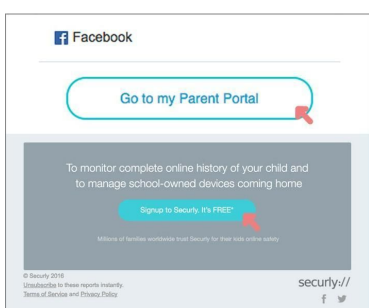 Facebook
Go to my Parent Portal
To monitor complete online history of your child and
to manage school-owned devices coming home
Signup to Securly. It's FREE*
Millions of families worldwide trust Securly for their kids online safety
© Securly 2016
Unsubscribe to these reports instantly.
Terms of Service and Privacy Policy
securly://